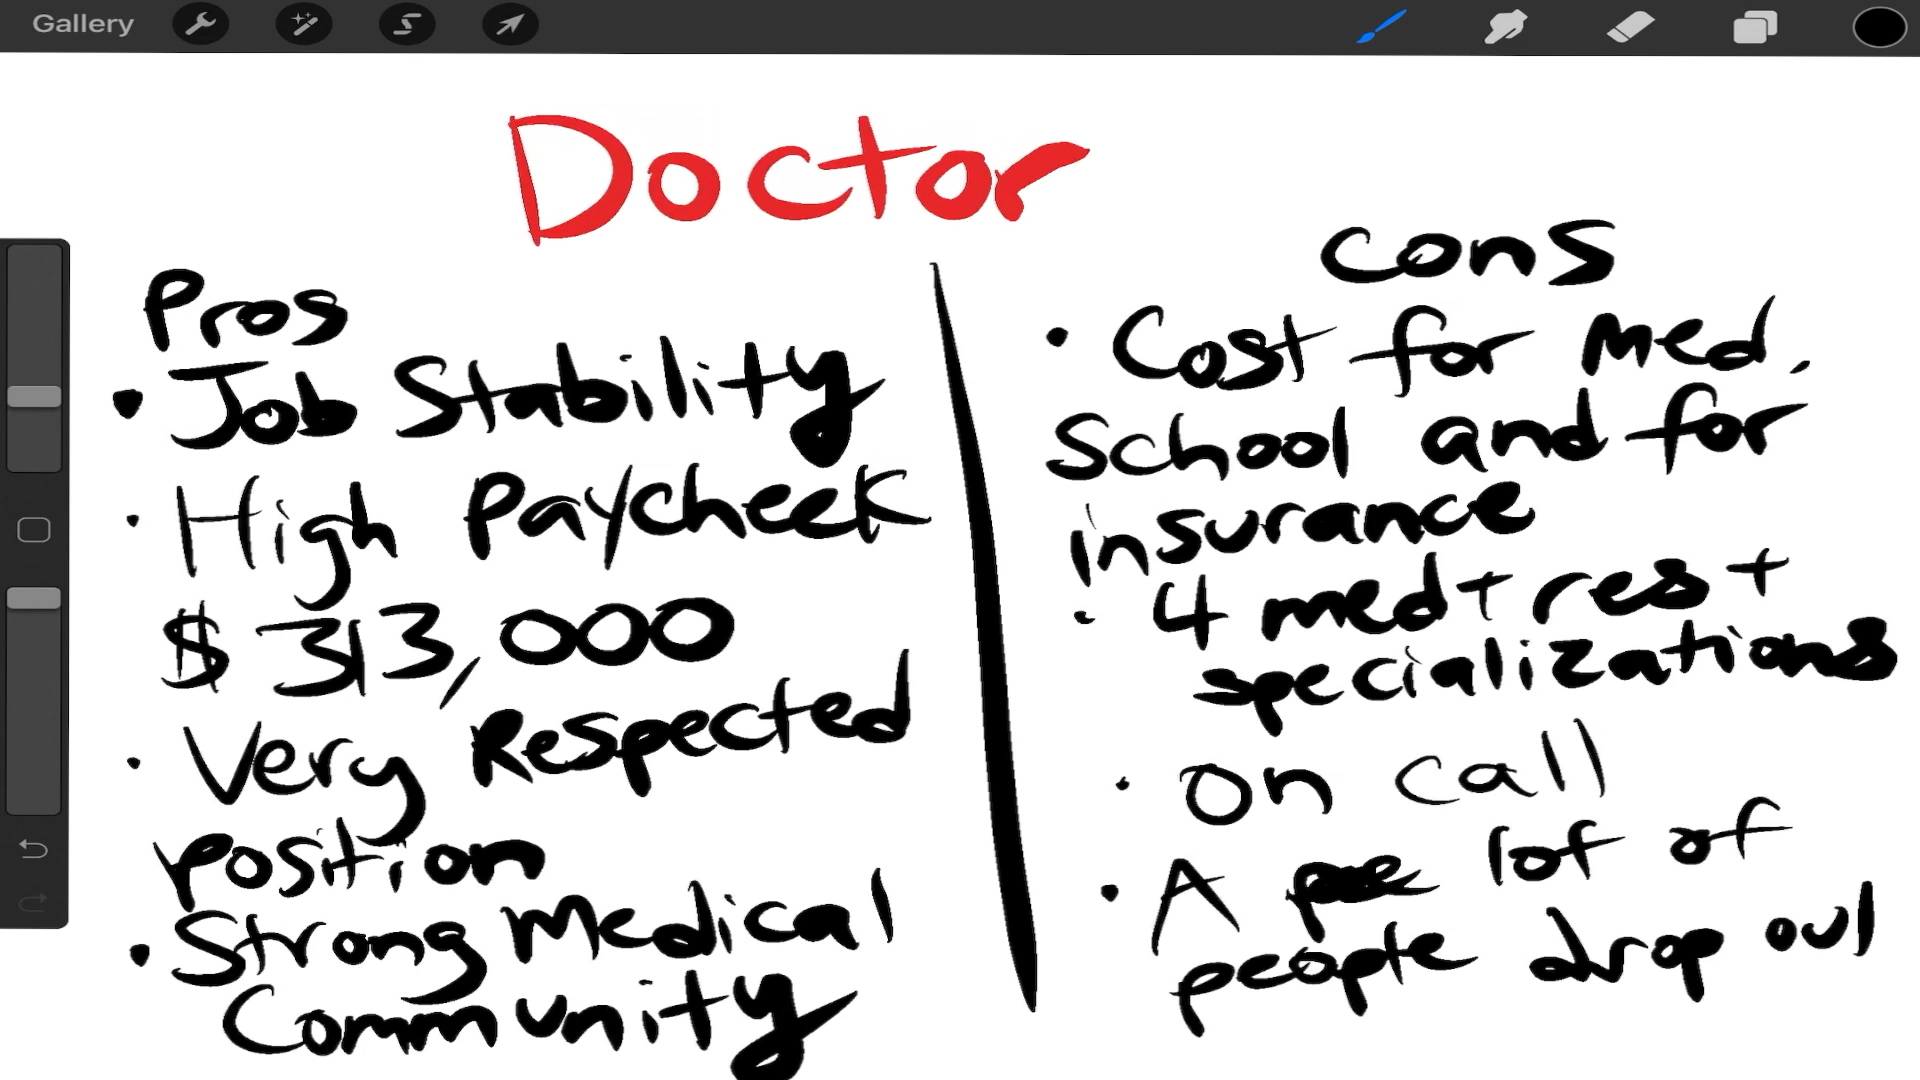 Gallery
Doctor
Pros
• Job Stability
• High Paycheck
$ 313,000
• Very Respected
position
• Strong Medical
Community
Cons
• Cost for Med.
School and for
insurance
• 4 med + res +
specializations
• On call
• A lot of
people drop out